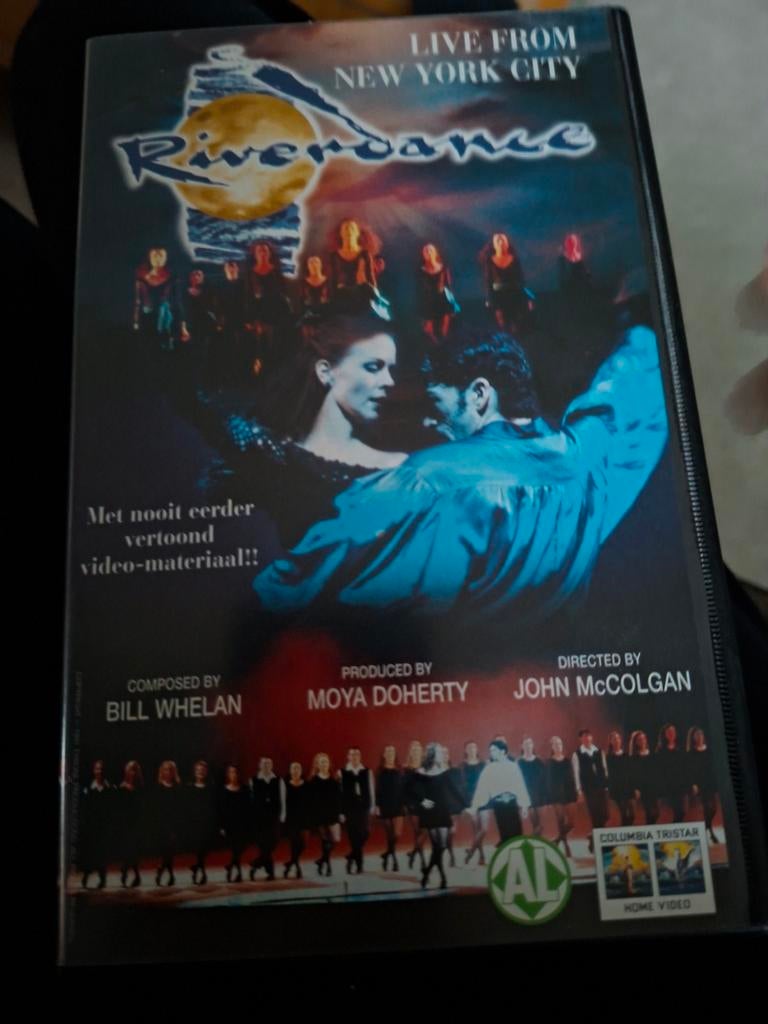 LIVE FROM
NEW YORK CITY
Riverdance
Met nooit eerder
vertoond
video-materiaal!!
COMPOSED BY
BILL WHELAN
PRODUCED BY
MOYA DOHERTY
DIRECTED BY
JOHN McCOLGAN
AL
COLUMBIA TRISTAR
HOME VIDEO